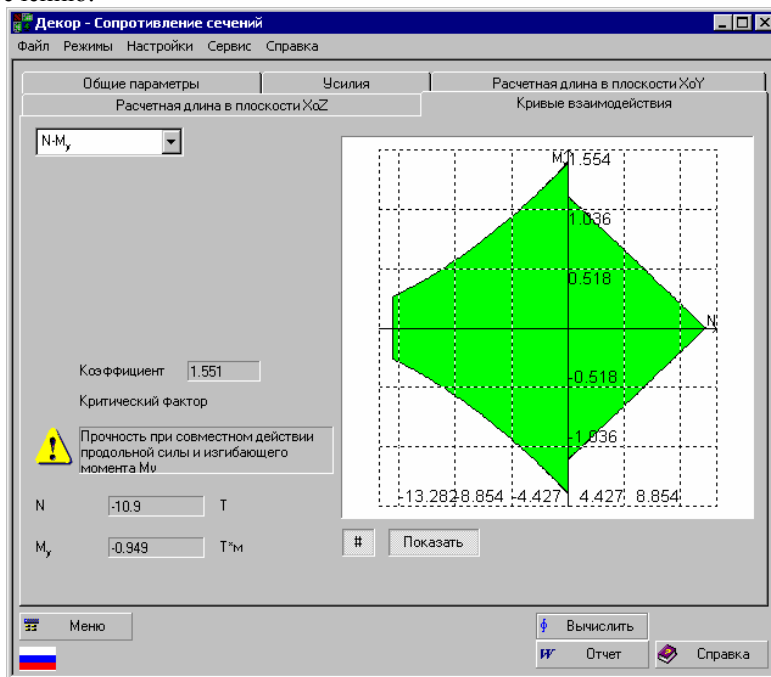 ечению.
Декор - Сопротивление сечений
Файл Режимы Настройки Сервис Справка
Общие параметры Усилия Расчетная длина в плоскости XoY
Расчетная длина в плоскости XoZ Кривые взаимодействия
N-My
M 1.554
1.036
0.518
N
-0.518
-1.036
-13.282 -8.854 -4.427 4.427 8.854
Коэффициент 1.551
Критический фактор
Прочность при совместном действии
продольной силы и изгибающего
момента My
N -10.9 Т
My -0.949 Т*м
# Показать
Меню Вычислить
W Отчет Справка